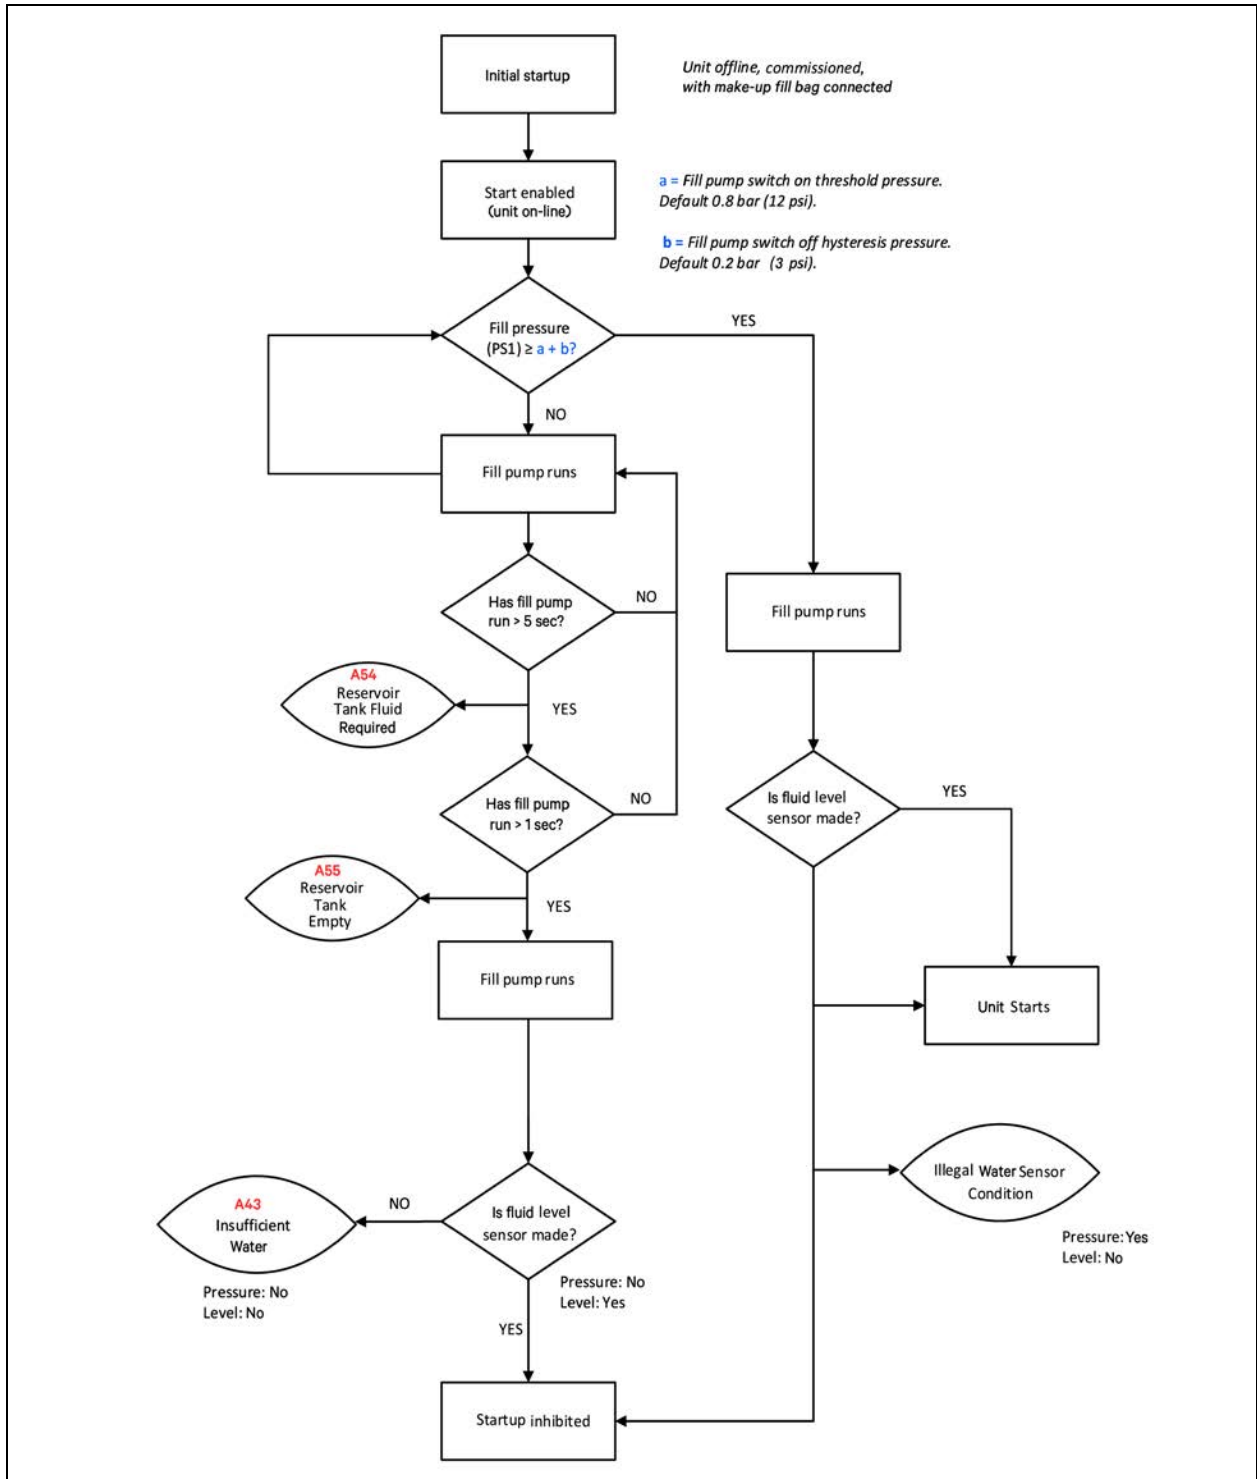 Initial startup
Unit offline, commissioned,
with make-up fill bag connected
Start enabled
(unit on-line)
a = Fill pump switch on threshold pressure.
Default 0.8 bar (12 psi).
b = Fill pump switch off hysteresis pressure.
Default 0.2 bar (3 psi).
Fill pressure
(PS1) ≥ a + b?
YES
NO
Fill pump runs
Has fill pump
run > 5 sec?
NO
Fill pump runs
A54
Reservoir
Tank Fluid
Required
YES
Has fill pump
run > 1 sec?
NO
Is fluid level
sensor made?
YES
A55
Reservoir
Tank
Empty
YES
Fill pump runs
Unit Starts
A43
Insufficient
Water
NO
Is fluid level
sensor made?
Illegal Water Sensor
Condition
Pressure: No
Level: No
Pressure: No
Level: Yes
Pressure: Yes
Level: No
YES
Startup inhibited